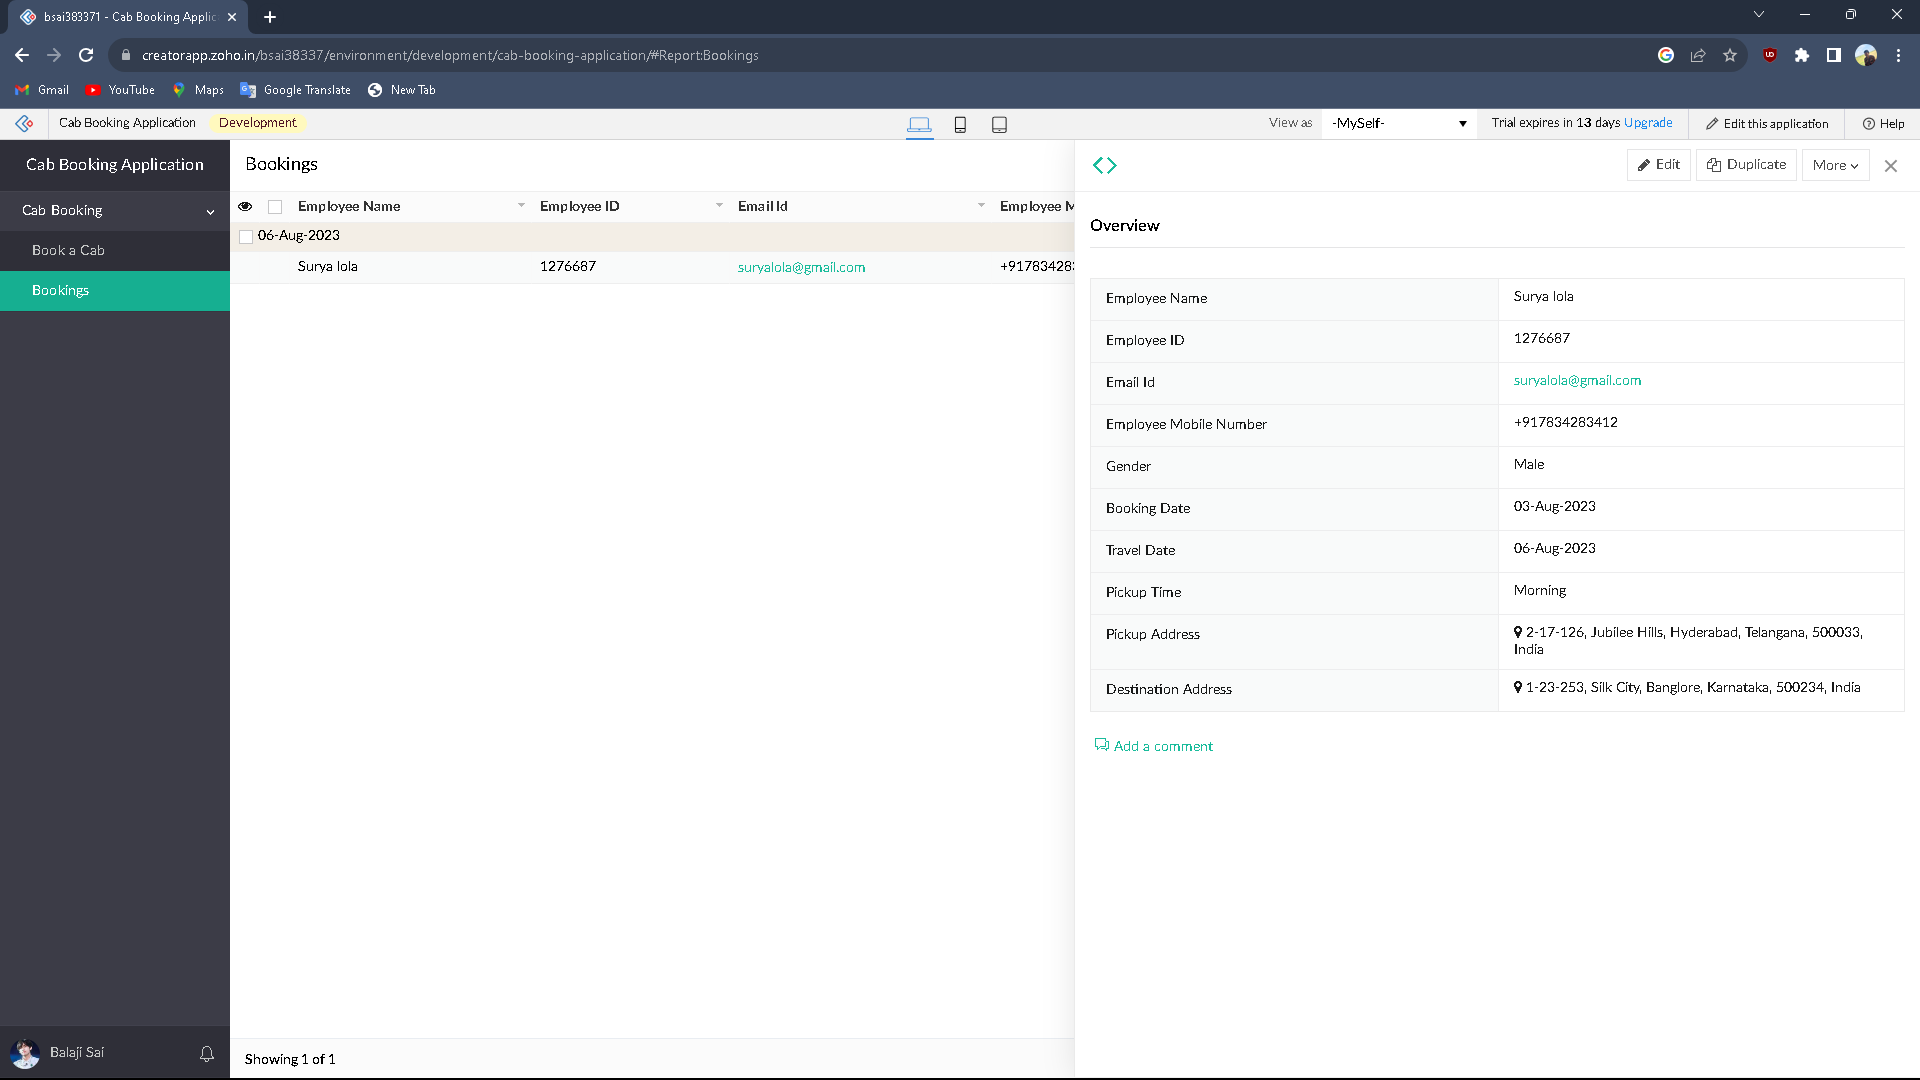 bsai383371 - Cab Booking Applic
creatorapp.zoho.in/bsai38337/environment/development/cab-booking-application/#Report:Bookings
Gmail YouTube Maps Google Translate New Tab
Cab Booking Application Development View as -MySelf- Trial expires in 13 days Upgrade Edit this application Help
Cab Booking Application
Cab Booking
Book a Cab
Bookings
Balaji Sai
Bookings
Employee Name Employee ID Email Id Employee M
06-Aug-2023
Surya lola 1276687 suryalola@gmail.com +91783428
Showing 1 of 1
Edit Duplicate More
Overview
Employee Name Surya lola
Employee ID 1276687
Email Id suryalola@gmail.com
Employee Mobile Number +917834283412
Gender Male
Booking Date 03-Aug-2023
Travel Date 06-Aug-2023
Pickup Time Morning
Pickup Address 2-17-126, Jubilee Hills, Hyderabad, Telangana, 500033,
India
Destination Address 1-23-253, Silk City, Banglore, Karnataka, 500234, India
Add a comment